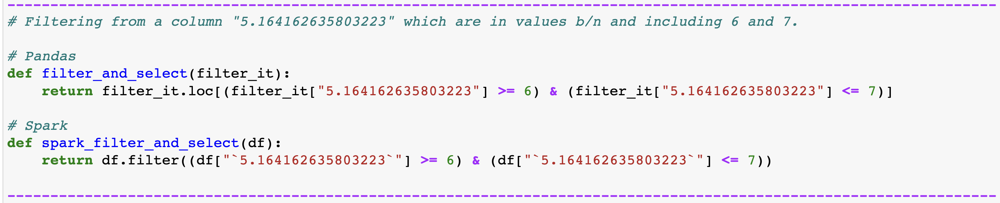 # Filtering from a column "5.164162635803223" which are in values b/n and including 6 and 7.
# Pandas
def filter_and_select(filter_it):
    return filter_it.loc[(filter_it["5.164162635803223"] >= 6) & (filter_it["5.164162635803223"] <= 7)]
# Spark
def spark_filter_and_select(df):
    return df.filter((df["`5.164162635803223`"] >= 6) & (df["`5.164162635803223`"] <= 7))